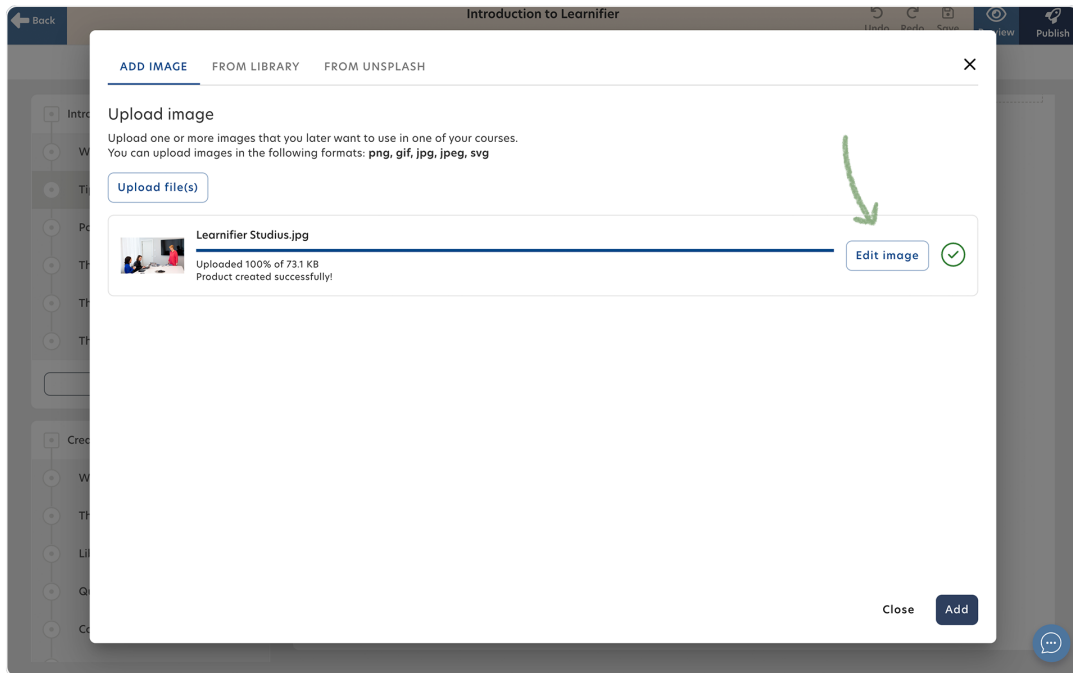 Back
Introduction to Learnifier
Undo
Redo
Save
Publish
ADD IMAGE
FROM LIBRARY
FROM UNSPLASH
Upload image
Upload one or more images that you later want to use in one of your courses.
You can upload images in the following formats: png, gif, jpg, jpeg, svg
Upload file(s)
Learnifier Studius.jpg
Uploaded 100% of 73.1 KB
Product created successfully!
Edit image
Close
Add